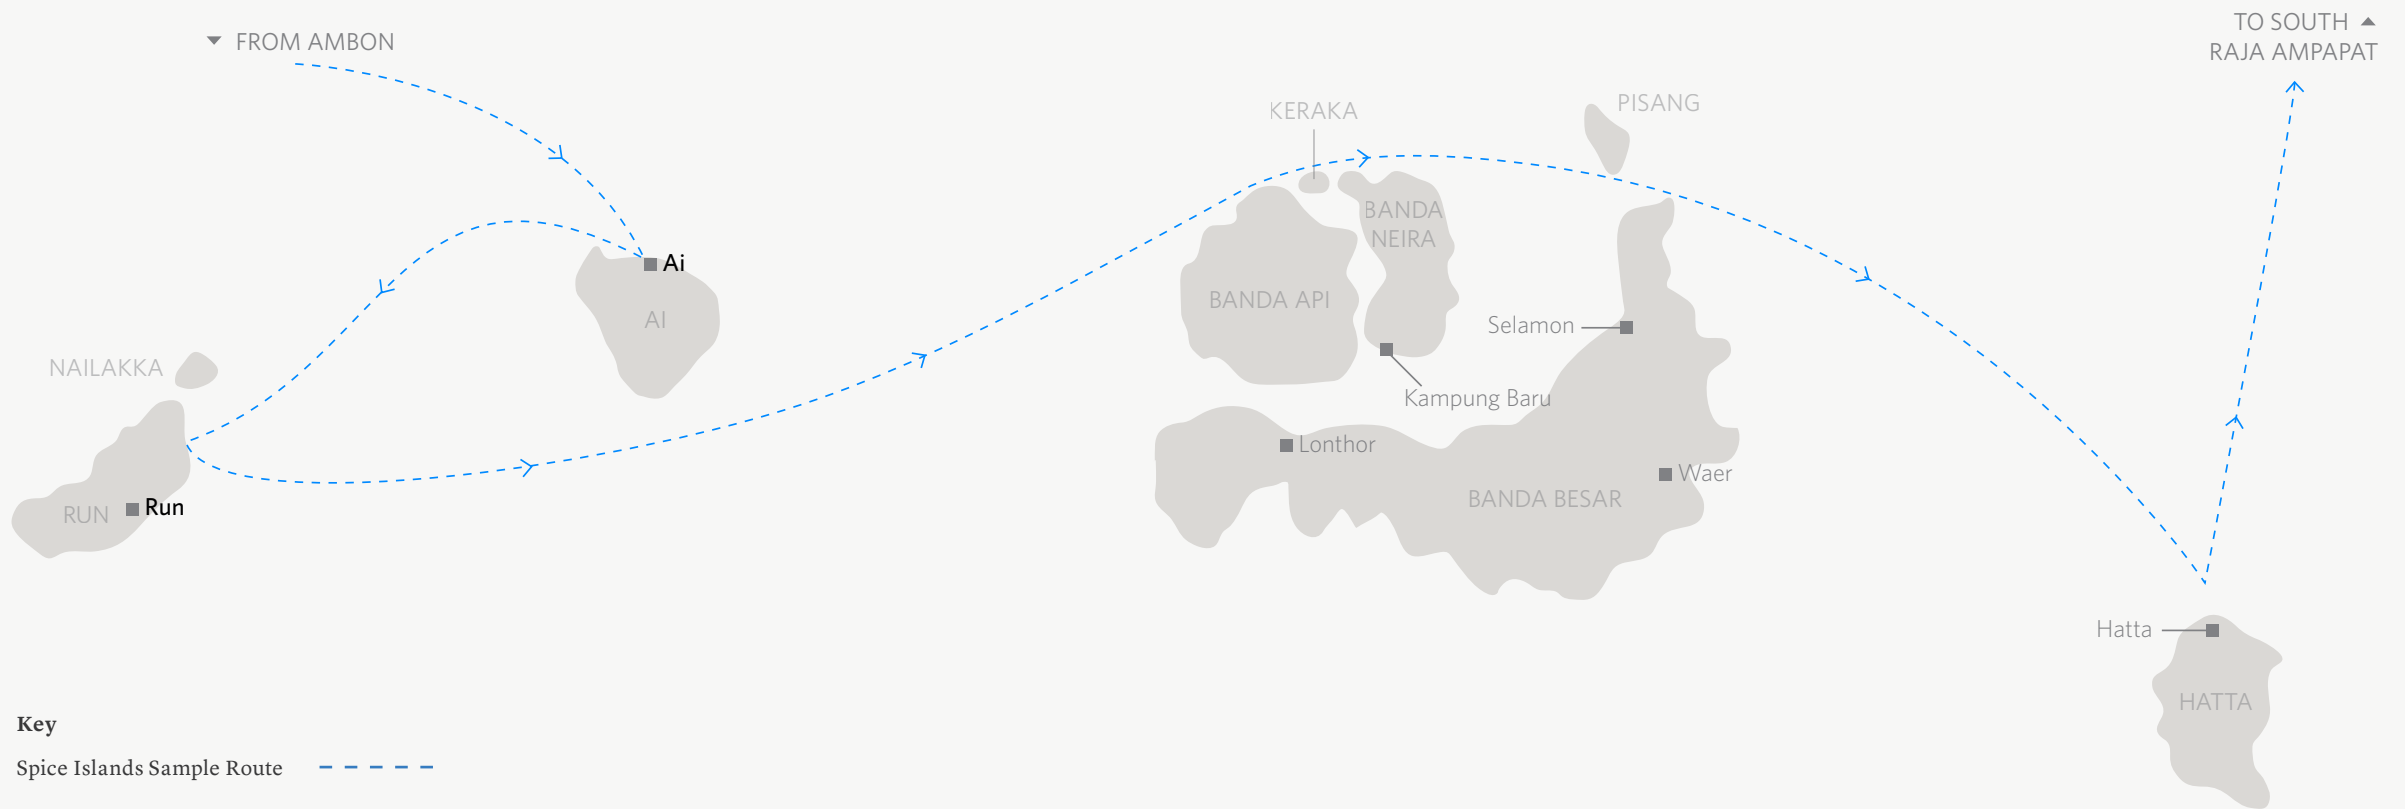 FROM AMBON
TO SOUTH
RAJA AMPAPAT
KERAKA
PISANG
BANDA
NEIRA
Ai
AI
BANDA API
Selamon
NAILAKKA
Kampung Baru
Lonthor
Waer
BANDA BESAR
RUN
Run
Hatta
HATTA
Key
Spice Islands Sample Route